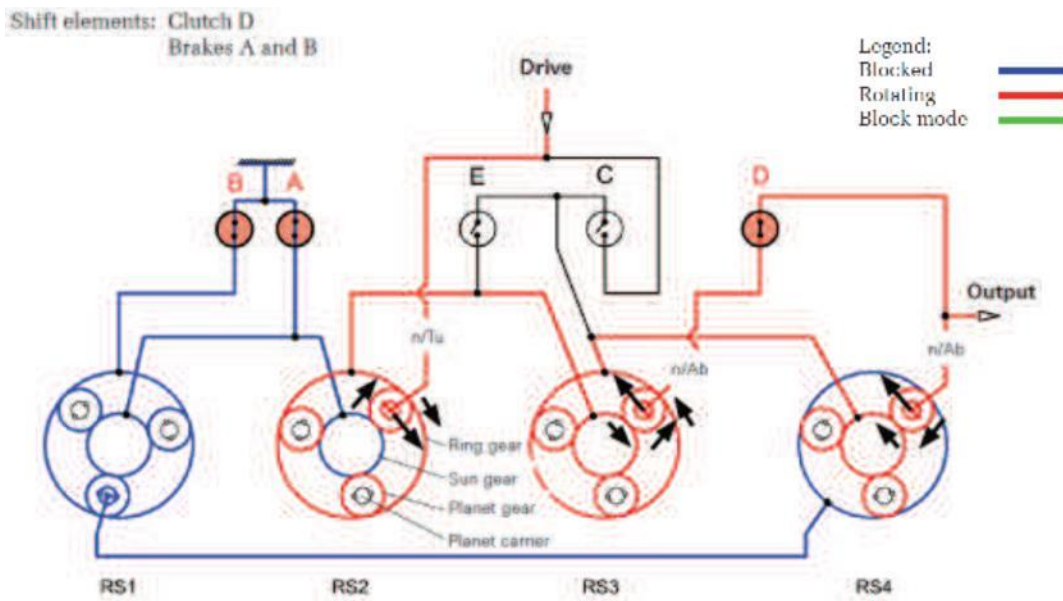 Shift elements: Clutch D
Brakes A and B
Legend:
Blocked
Rotating
Block mode
Drive
B A
E C D
Output
n/Tu
n/Ab
n/Ab
Ring gear
Sun gear
Planet gear
Planet carrier
RS1 RS2 RS3 RS4